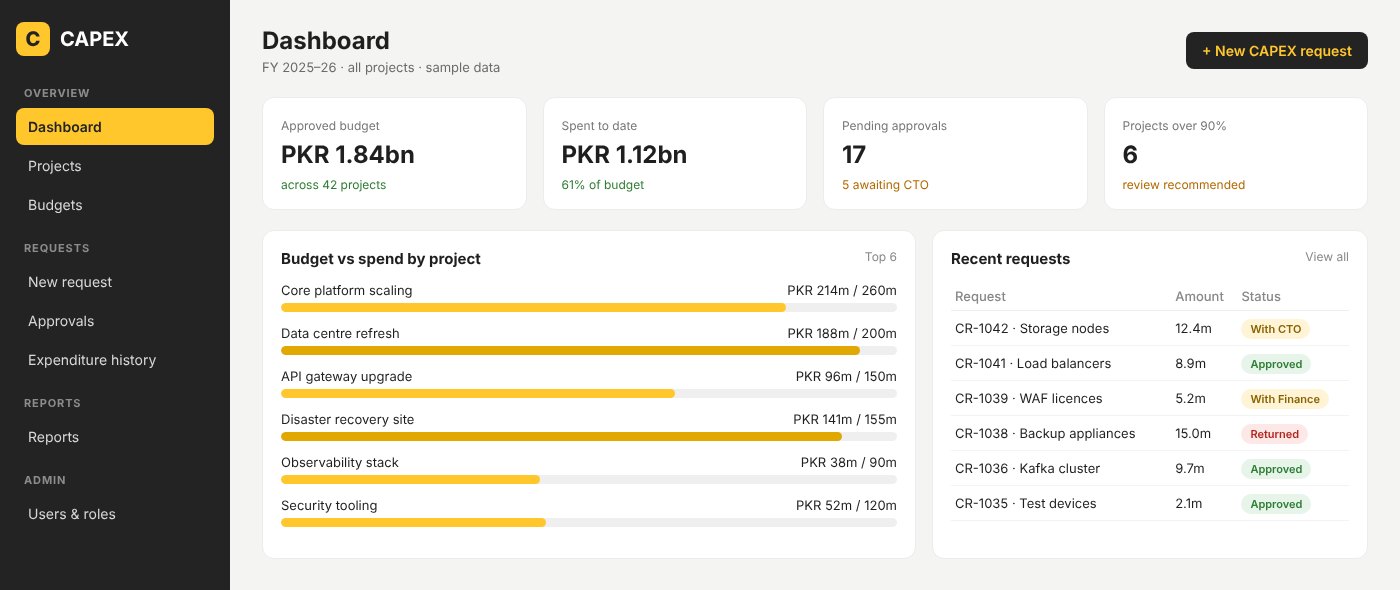 C CAPEX
OVERVIEW
Dashboard
Projects
Budgets
REQUESTS
New request
Approvals
Expenditure history
REPORTS
Reports
ADMIN
Users & roles
Dashboard
FY 2025–26 · all projects · sample data
+ New CAPEX request
Approved budget
PKR 1.84bn
across 42 projects
Spent to date
PKR 1.12bn
61% of budget
Pending approvals
17
5 awaiting CTO
Projects over 90%
6
review recommended
Budget vs spend by project Top 6
Core platform scaling PKR 214m / 260m
Data centre refresh PKR 188m / 200m
API gateway upgrade PKR 96m / 150m
Disaster recovery site PKR 141m / 155m
Observability stack PKR 38m / 90m
Security tooling PKR 52m / 120m
Recent requests View all
Request Amount Status
CR-1042 · Storage nodes 12.4m With CTO
CR-1041 · Load balancers 8.9m Approved
CR-1039 · WAF licences 5.2m With Finance
CR-1038 · Backup appliances 15.0m Returned
CR-1036 · Kafka cluster 9.7m Approved
CR-1035 · Test devices 2.1m Approved